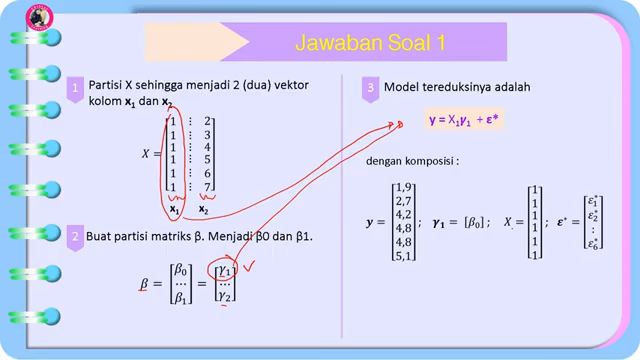 Jawaban Soal 1
1 Partisi X sehingga menjadi 2 (dua) vektor
kolom x₁ dan x₂
X = [1 ⋮ 2
1 ⋮ 3
1 ⋮ 4
1 ⋮ 5
1 ⋮ 6
1 ⋮ 7]
x₁ x₂
2 Buat partisi matriks β. Menjadi β0 dan β1.
β = [β₀ ⋯ β₁] = [γ₁ ⋯ γ₂]
3 Model tereduksinya adalah
y = X₁γ₁ + ε*
dengan komposisi :
y = [1,9 2,7 4,2 4,8 4,8 5,1] ; γ₁ = [β₀] ; X = [1 1 1 1 1 1] ; ε* = [ε₁* ε₂* : ε₆*]